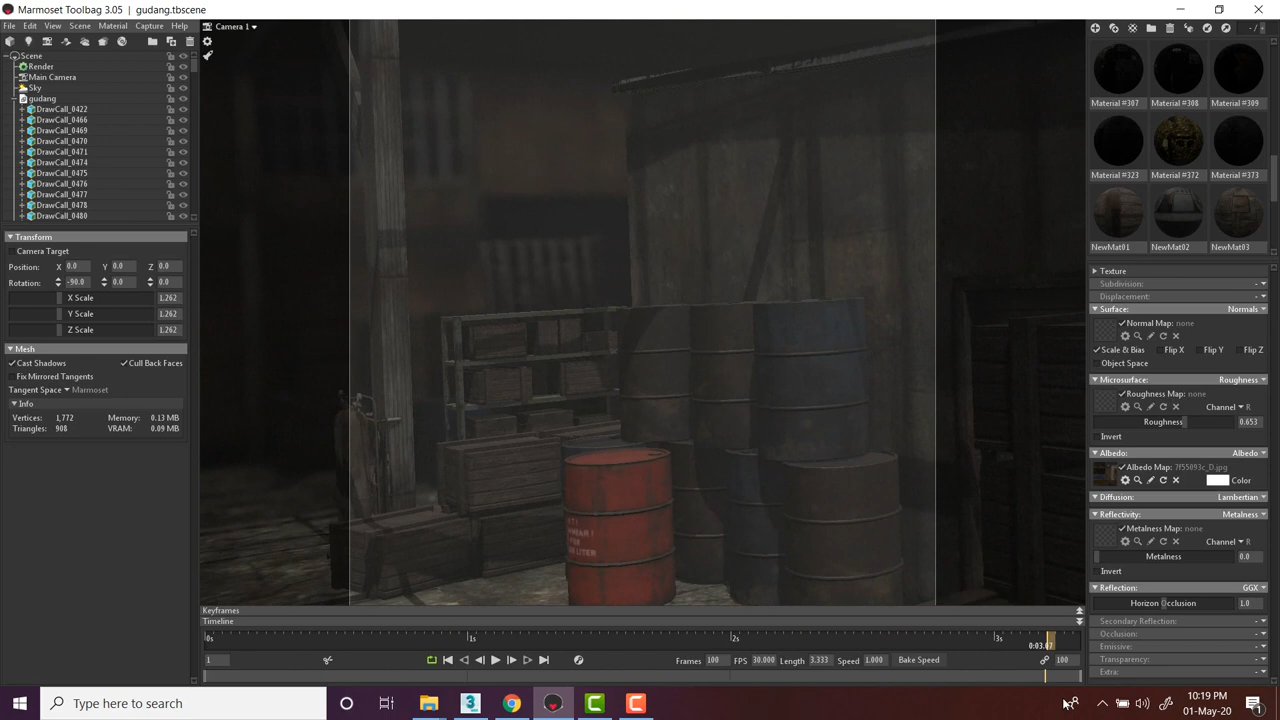 Marmoset Toolbag 3.05 | gudang.tbscene
File Edit View Scene Material Capture Help
Camera 1
- /
Scene
Render
Main Camera
Sky
gudang
DrawCall_0422
DrawCall_0466
DrawCall_0469
DrawCall_0470
DrawCall_0471
DrawCall_0474
DrawCall_0475
DrawCall_0476
DrawCall_0477
DrawCall_0478
DrawCall_0480
Transform
Camera Target
Position: X 0.0 Y 0.0 Z 0.0
Rotation: -90.0 0.0 0.0
X Scale 1.262
Y Scale 1.262
Z Scale 1.262
Mesh
Cast Shadows Cull Back Faces
Fix Mirrored Tangents
Tangent Space Marmoset
Info
Vertices: 1,772 Memory: 0.13 MB
Triangles: 908 VRAM: 0.09 MB
Material #307 Material #308 Material #309
Material #323 Material #372 Material #373
NewMat01 NewMat02 NewMat03
Texture
Subdivision: -
Displacement: -
Surface: Normals
Normal Map: none
Scale & Bias Flip X Flip Y Flip Z
Object Space
Microsurface: Roughness
Roughness Map: none
Channel R
Roughness 0.653
Invert
Albedo: Albedo
Albedo Map: 7f55093c_D.jpg
Color
Diffusion: Lambertian
Reflectivity: Metalness
Metalness Map: none
Channel R
Metalness 0.0
Invert
Reflection: GGX
Horizon Occlusion 1.0
Secondary Reflection: -
Occlusion: -
Emissive: -
Transparency: -
Extra: -
Keyframes
Timeline
0s 1s 2s 3s 0:03.07
1 Frames 100 FPS 30.000 Length 3.333 Speed 1.000 Bake Speed 100
Type here to search
10:19 PM
01-May-20
1